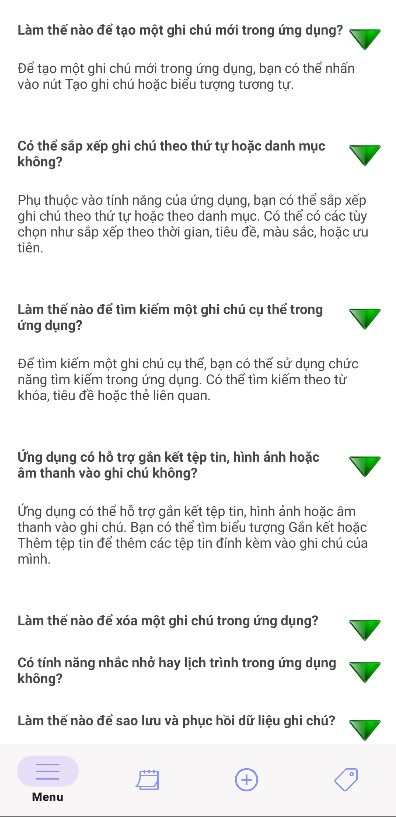 Làm thế nào để tạo một ghi chú mới trong ứng dụng?
Để tạo một ghi chú mới trong ứng dụng, bạn có thể nhấn
vào nút Tạo ghi chú hoặc biểu tượng tương tự.
Có thể sắp xếp ghi chú theo thứ tự hoặc danh mục
không?
Phụ thuộc vào tính năng của ứng dụng, bạn có thể sắp xếp
ghi chú theo thứ tự hoặc theo danh mục. Có thể có các tùy
chọn như sắp xếp theo thời gian, tiêu đề, màu sắc, hoặc ưu
tiên.
Làm thế nào để tìm kiếm một ghi chú cụ thể trong
ứng dụng?
Để tìm kiếm một ghi chú cụ thể, bạn có thể sử dụng chức
năng tìm kiếm trong ứng dụng. Có thể tìm kiếm theo từ
khóa, tiêu đề hoặc thẻ liên quan.
Ứng dụng có hỗ trợ gắn kết tệp tin, hình ảnh hoặc
âm thanh vào ghi chú không?
Ứng dụng có thể hỗ trợ gắn kết tệp tin, hình ảnh hoặc âm
thanh vào ghi chú. Bạn có thể tìm biểu tượng Gắn kết hoặc
Thêm tệp tin để thêm các tệp tin đính kèm vào ghi chú của
mình.
Làm thế nào để xóa một ghi chú trong ứng dụng?
Có tính năng nhắc nhở hay lịch trình trong ứng dụng
không?
Làm thế nào để sao lưu và phục hồi dữ liệu ghi chú?
Menu